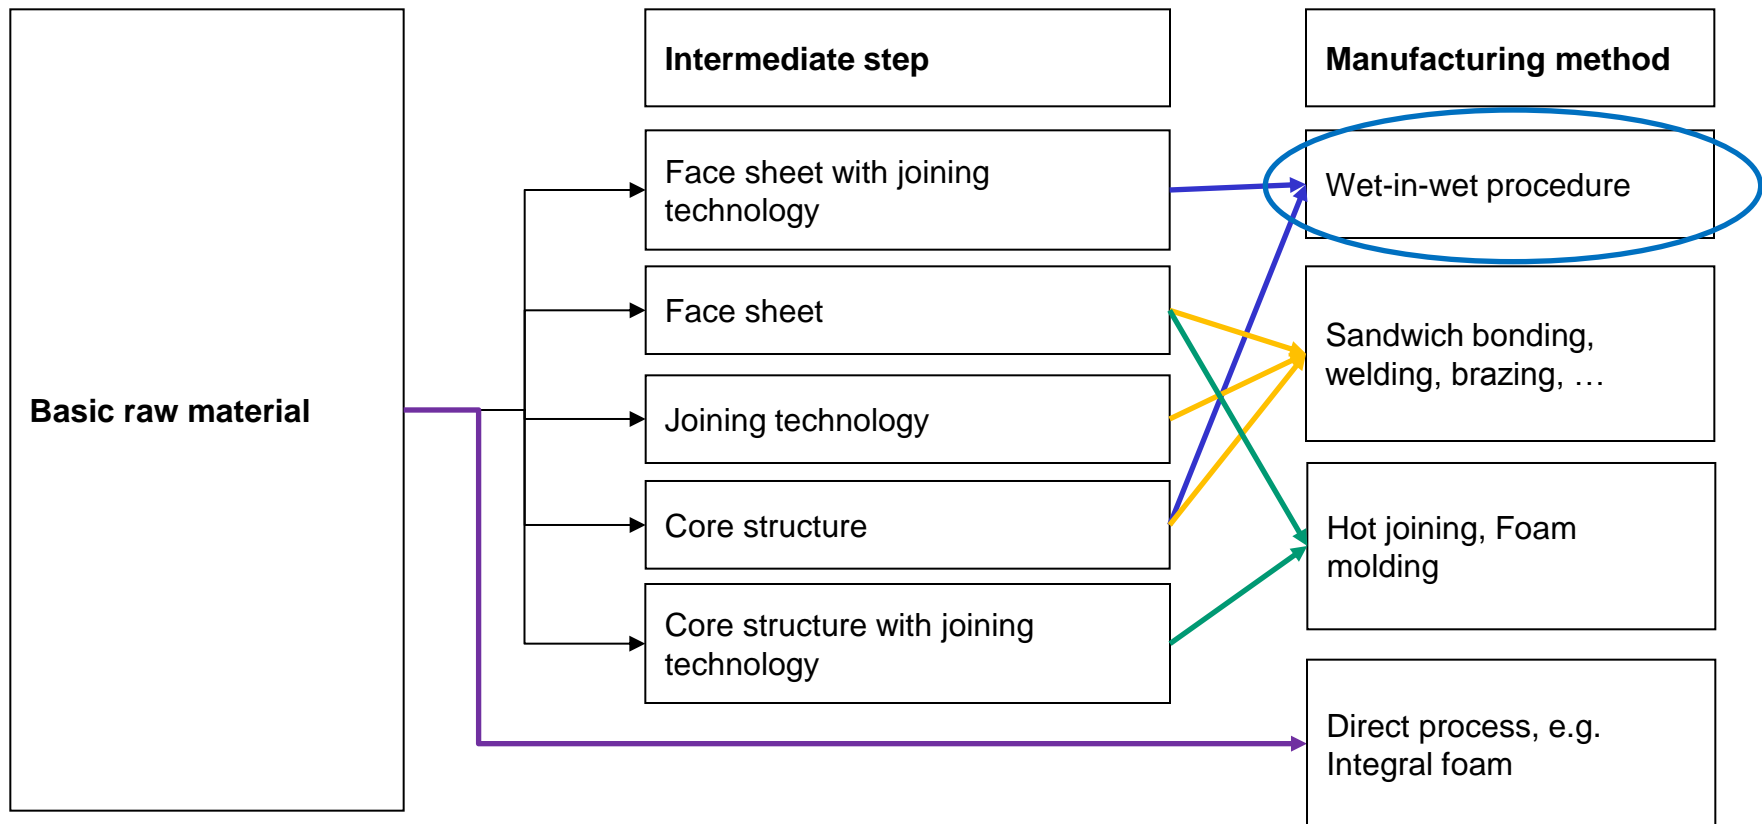 Basic raw material
Intermediate step
Face sheet with joining
technology
Face sheet
Joining technology
Core structure
Core structure with joining
technology
Manufacturing method
Wet-in-wet procedure
Sandwich bonding,
welding, brazing, …
Hot joining, Foam
molding
Direct process, e.g.
Integral foam